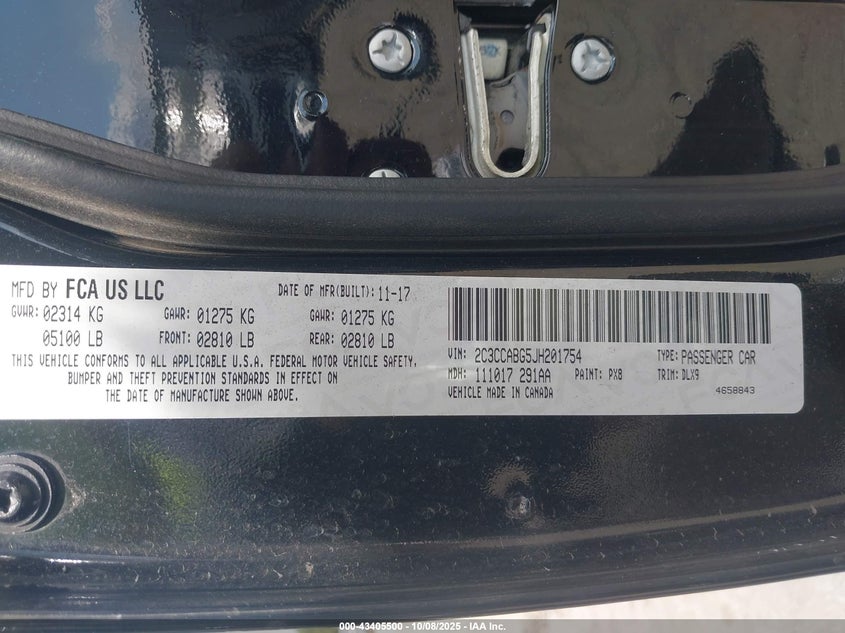 MFD BY FCA US LLC DATE OF MFR(BUILT): 11-17
GVWR: 02314 KG GAWR: 01275 KG GAWR: 01275 KG
05100 LB FRONT: 02810 LB REAR: 02810 LB
THIS VEHICLE CONFORMS TO ALL APPLICABLE U.S.A. FEDERAL MOTOR VEHICLE SAFETY,
BUMPER AND THEFT PREVENTION STANDARDS IN EFFECT ON
THE DATE OF MANUFACTURE SHOWN ABOVE.
VIN: 2C3CCABG5JH201754 TYPE: PASSENGER CAR
MDH: 111017 291AA PAINT: PX8 TRIM: DLX9
VEHICLE MADE IN CANADA 4658843
000-43405500 - 10/08/2025 - IAA Inc.